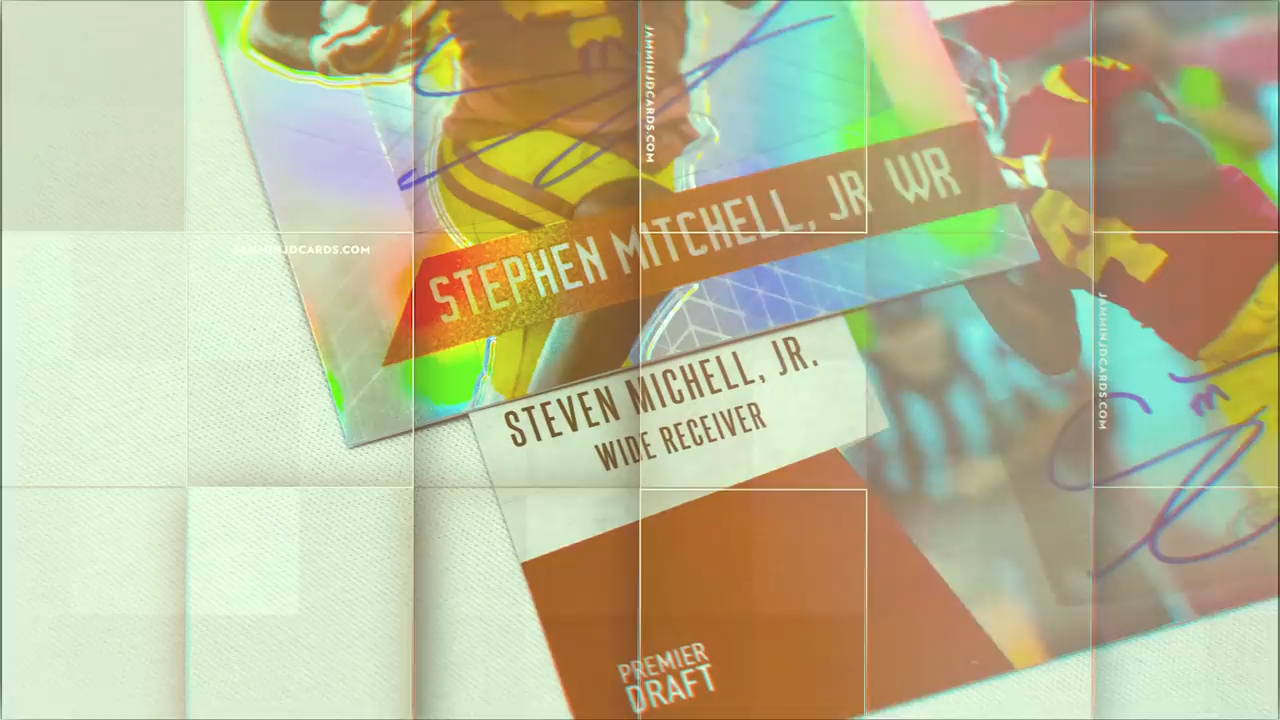 JAMMINJDCARDS.COM
STEPHEN MITCHELL, JR WR
JAMMINJDCARDS.COM
JAMMINJDCARDS.COM
STEVEN MICHELL, JR.
WIDE RECEIVER
PREMIER
DRAFT